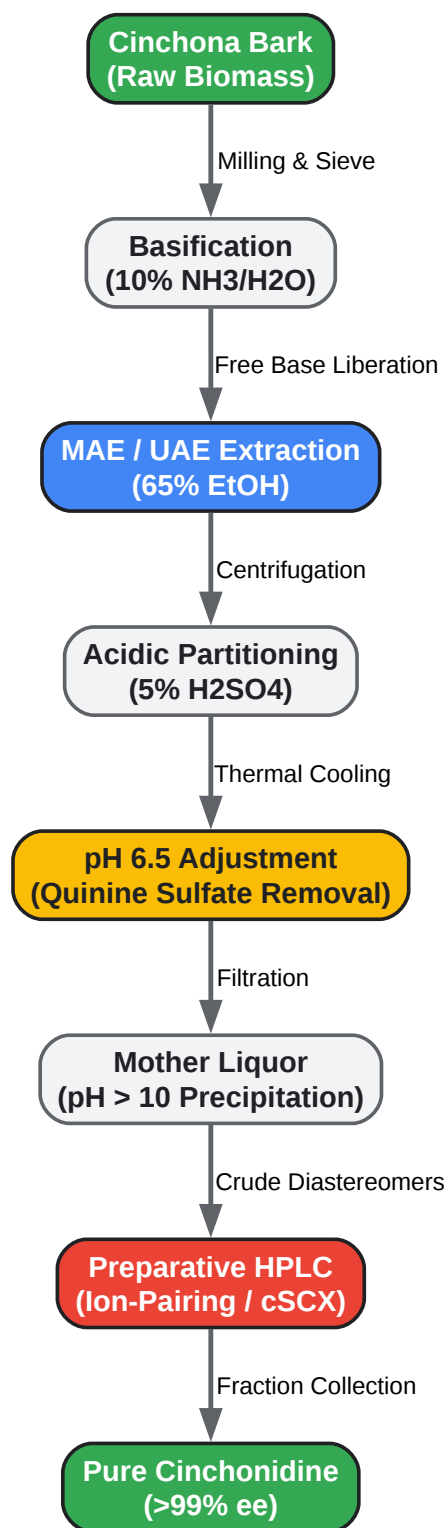 Cinchona Bark
(Raw Biomass)
Milling & Sieve
Basification
(10% NH3/H2O)
Free Base Liberation
MAE / UAE Extraction
(65% EtOH)
Centrifugation
Acidic Partitioning
(5% H2SO4)
Thermal Cooling
pH 6.5 Adjustment
(Quinine Sulfate Removal)
Filtration
Mother Liquor
(pH > 10 Precipitation)
Crude Diastereomers
Preparative HPLC
(Ion-Pairing / cSCX)
Fraction Collection
Pure Cinchonidine
(>99% ee)